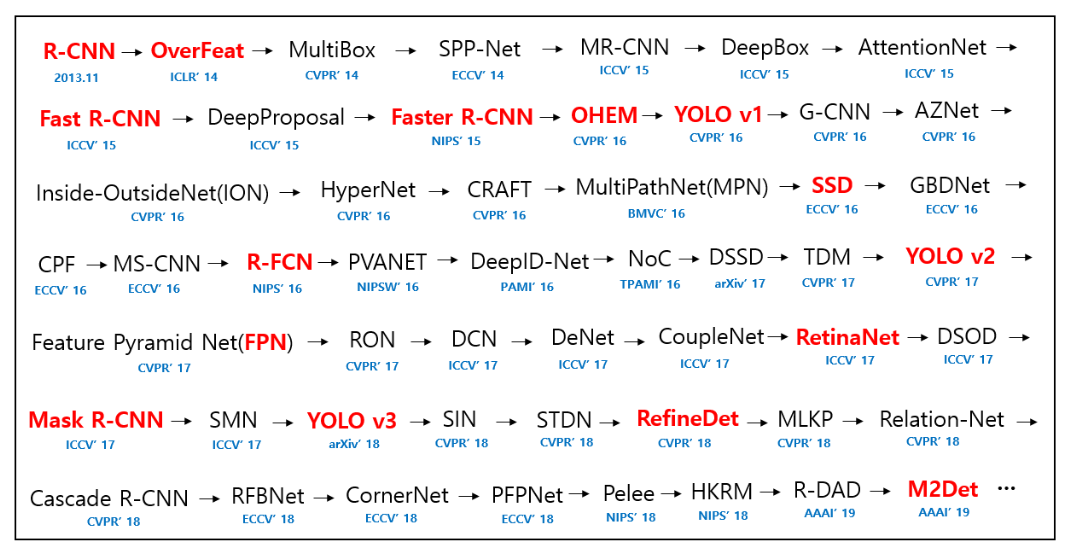 R-CNN → OverFeat → MultiBox → SPP-Net → MR-CNN → DeepBox → AttentionNet →
2013.11 ICLR' 14 CVPR' 14 ECCV' 14 ICCV' 15 ICCV' 15 ICCV' 15
Fast R-CNN → DeepProposal → Faster R-CNN → OHEM → YOLO v1 → G-CNN → AZNet →
ICCV' 15 ICCV' 15 NIPS' 15 CVPR' 16 CVPR' 16 CVPR' 16 CVPR' 16
Inside-OutsideNet(ION) → HyperNet → CRAFT → MultiPathNet(MPN) → SSD → GBDNet →
CVPR' 16 CVPR' 16 CVPR' 16 BMVC' 16 ECCV' 16 ECCV' 16
CPF → MS-CNN → R-FCN → PVANET → DeepID-Net → NoC → DSSD → TDM → YOLO v2 →
ECCV' 16 ECCV' 16 NIPS' 16 NIPSW' 16 PAMI' 16 TPAMI' 16 arXiv' 17 CVPR' 17 CVPR' 17
Feature Pyramid Net(FPN) → RON → DCN → DeNet → CoupleNet → RetinaNet → DSOD →
CVPR' 17 CVPR' 17 ICCV' 17 ICCV' 17 ICCV' 17 ICCV' 17 ICCV' 17
Mask R-CNN → SMN → YOLO v3 → SIN → STDN → RefineDet → MLKP → Relation-Net →
ICCV' 17 ICCV' 17 arXiv' 18 CVPR' 18 CVPR' 18 CVPR' 18 CVPR' 18 CVPR' 18
Cascade R-CNN → RFBNet → CornerNet → PFPNet → Pelee → HKRM → R-DAD → M2Det ⋯
CVPR' 18 ECCV' 18 ECCV' 18 ECCV' 18 NIPS' 18 NIPS' 18 AAAI' 19 AAAI' 19